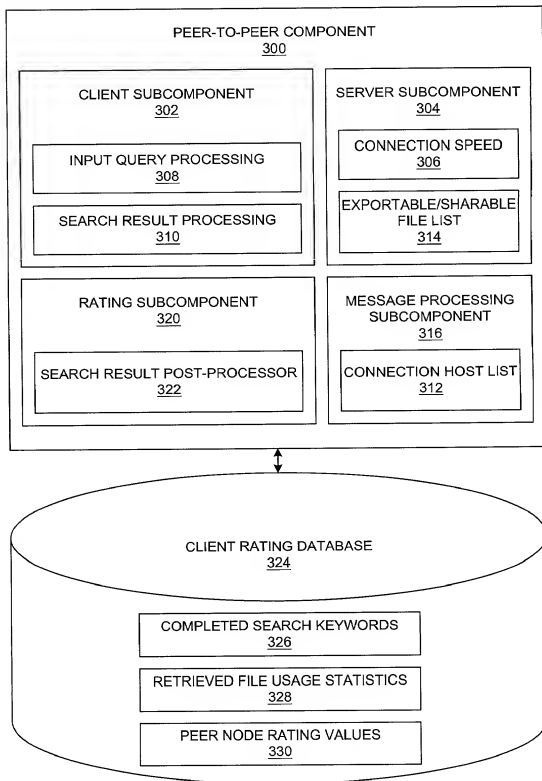 PEER-TO-PEER COMPONENT
300
CLIENT SUBCOMPONENT
302
INPUT QUERY PROCESSING
308
SEARCH RESULT PROCESSING
310
SERVER SUBCOMPONENT
304
CONNECTION SPEED
306
EXPORTABLE/SHARABLE
FILE LIST
314
RATING SUBCOMPONENT
320
SEARCH RESULT POST-PROCESSOR
322
MESSAGE PROCESSING
SUBCOMPONENT
316
CONNECTION HOST LIST
312
CLIENT RATING DATABASE
324
COMPLETED SEARCH KEYWORDS
326
RETRIEVED FILE USAGE STATISTICS
328
PEER NODE RATING VALUES
330